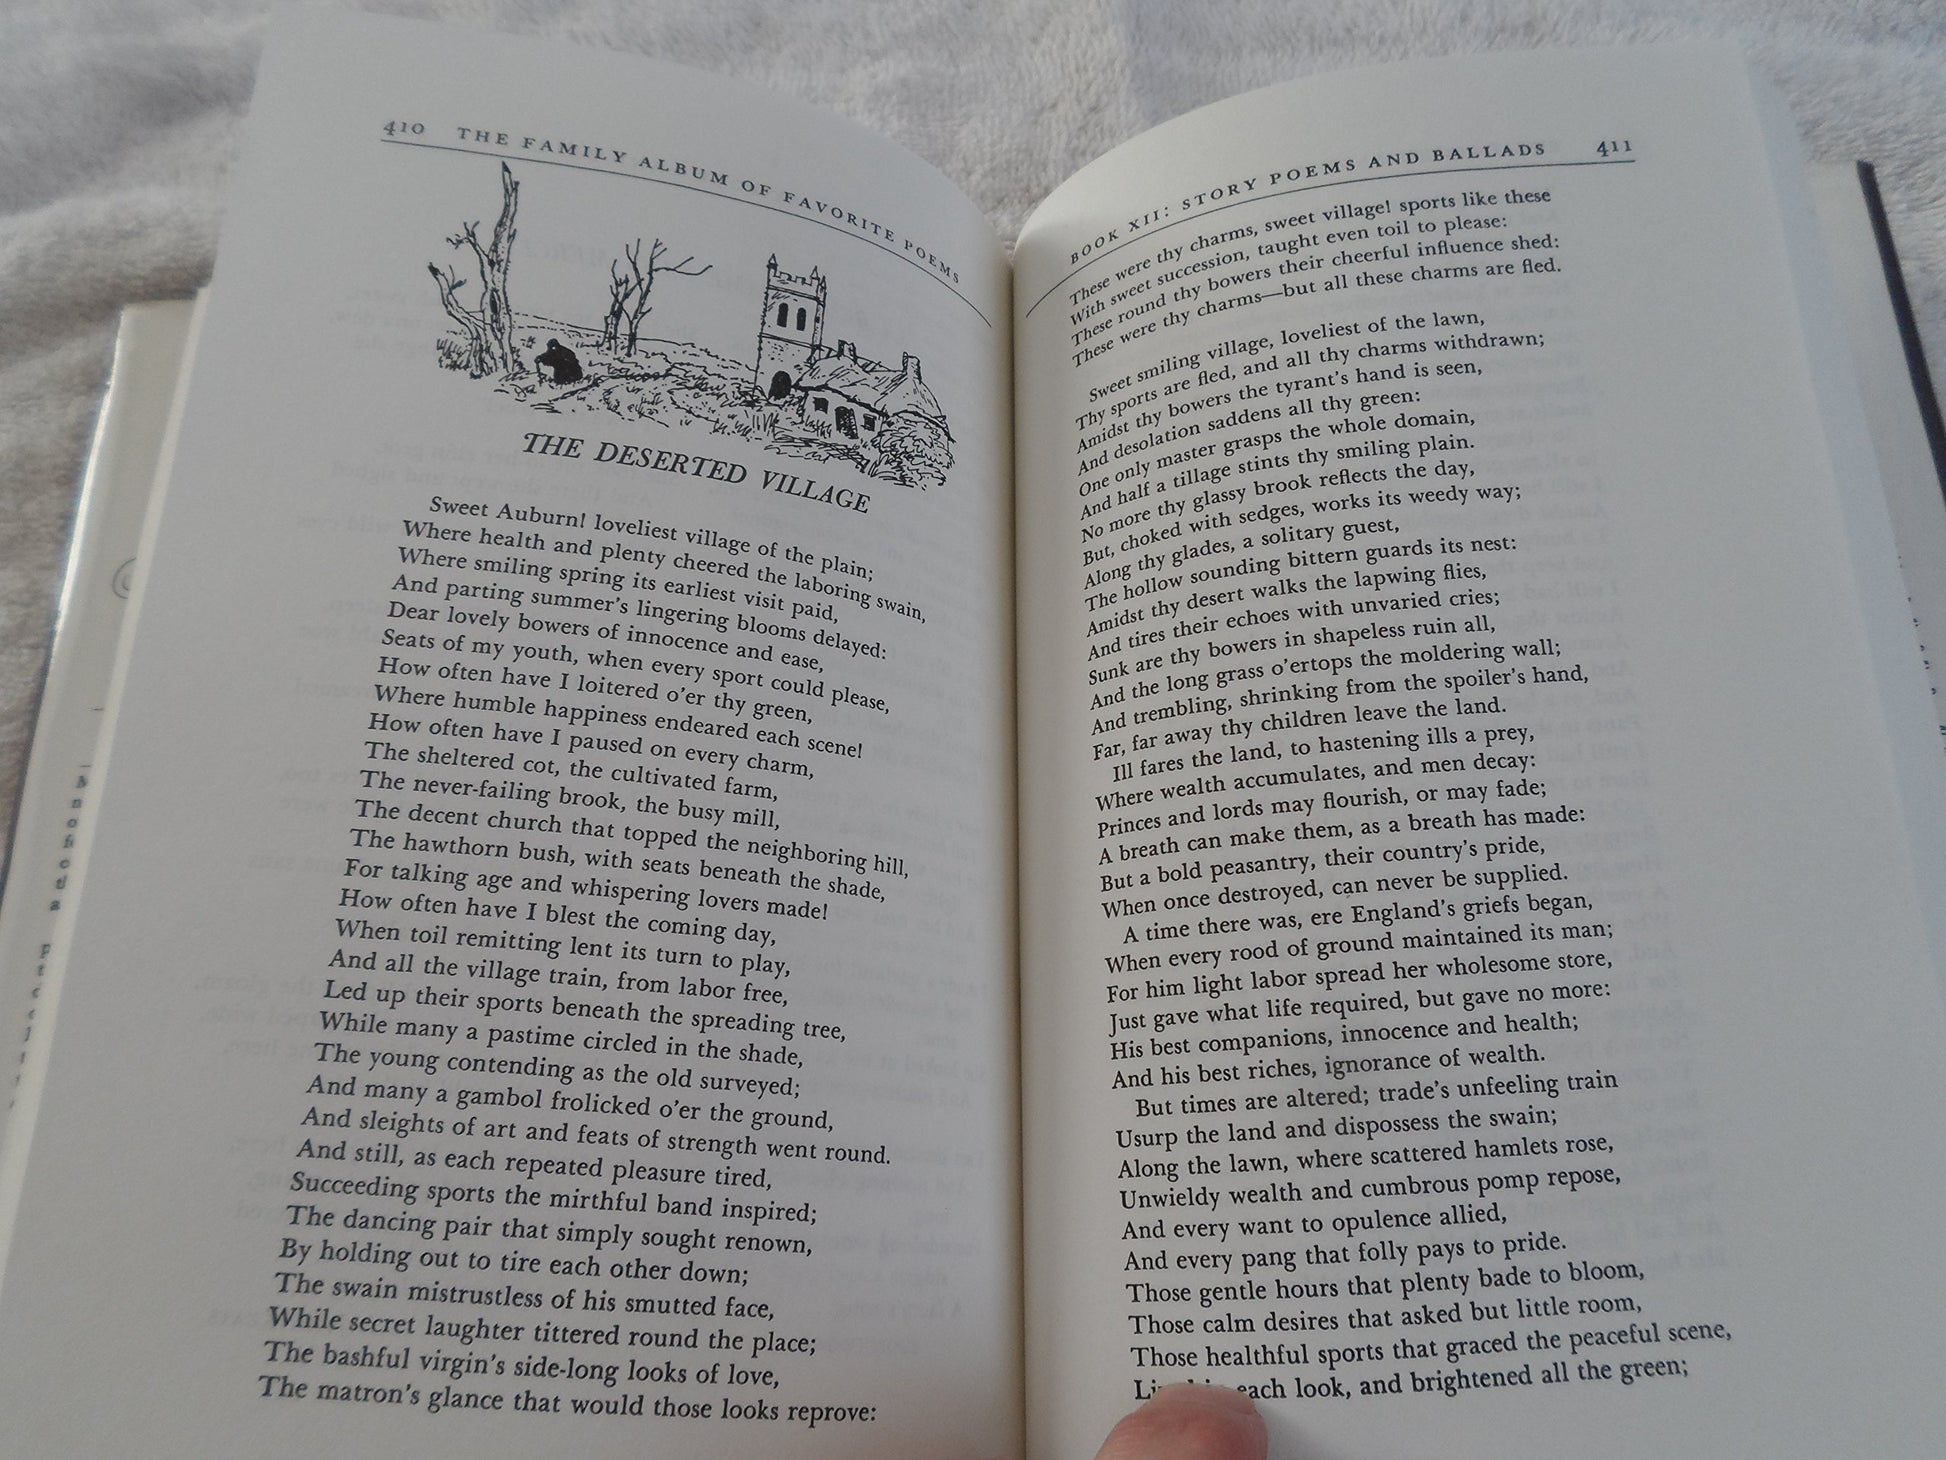 410 THE FAMILY ALBUM OF FAVORITE POEMS
THE DESERTED VILLAGE
Sweet Auburn! loveliest village of the plain;
Where health and plenty cheered the laboring swain,
Where smiling spring its earliest visit paid,
And parting summer's lingering blooms delayed:
Dear lovely bowers of innocence and ease,
Seats of my youth, when every sport could please,
How often have I loitered o'er thy green,
Where humble happiness endeared each scene!
How often have I paused on every charm,
The sheltered cot, the cultivated farm,
The never-failing brook, the busy mill,
The decent church that topped the neighboring hill,
The hawthorn bush, with seats beneath the shade,
For talking age and whispering lovers made!
How often have I blest the coming day,
When toil remitting lent its turn to play,
And all the village train, from labor free,
Led up their sports beneath the spreading tree,
While many a pastime circled in the shade,
The young contending as the old surveyed;
And many a gambol frolicked o'er the ground,
And sleights of art and feats of strength went round.
And still, as each repeated pleasure tired,
Succeeding sports the mirthful band inspired;
The dancing pair that simply sought renown,
By holding out to tire each other down;
The swain mistrustless of his smutted face,
While secret laughter tittered round the place;
The bashful virgin's side-long looks of love,
The matron's glance that would those looks reprove:
BOOK XII: STORY POEMS AND BALLADS 411
These were thy charms, sweet village! sports like these
With sweet succession, taught even toil to please:
These round thy bowers their cheerful influence shed:
These were thy charms—but all these charms are fled.
Sweet smiling village, loveliest of the lawn,
Thy sports are fled, and all thy charms withdrawn;
Amidst thy bowers the tyrant's hand is seen,
And desolation saddens all thy green:
One only master grasps the whole domain,
And half a tillage stints thy smiling plain.
No more thy glassy brook reflects the day,
But, choked with sedges, works its weedy way;
Along thy glades, a solitary guest,
The hollow sounding bittern guards its nest:
Amidst thy desert walks the lapwing flies,
And tires their echoes with unvaried cries;
Sunk are thy bowers in shapeless ruin all,
And the long grass o'ertops the moldering wall;
And trembling, shrinking from the spoiler's hand,
Far, far away thy children leave the land.
Ill fares the land, to hastening ills a prey,
Where wealth accumulates, and men decay:
Princes and lords may flourish, or may fade;
A breath can make them, as a breath has made:
But a bold peasantry, their country's pride,
When once destroyed, can never be supplied.
A time there was, ere England's griefs began,
When every rood of ground maintained its man;
For him light labor spread her wholesome store,
Just gave what life required, but gave no more:
His best companions, innocence and health;
And his best riches, ignorance of wealth.
But times are altered; trade's unfeeling train
Usurp the land and dispossess the swain;
Along the lawn, where scattered hamlets rose,
Unwieldy wealth and cumbrous pomp repose,
And every want to opulence allied,
And every pang that folly pays to pride.
Those gentle hours that plenty bade to bloom,
Those calm desires that asked but little room,
Those healthful sports that graced the peaceful scene,
each look, and brightened all the green;